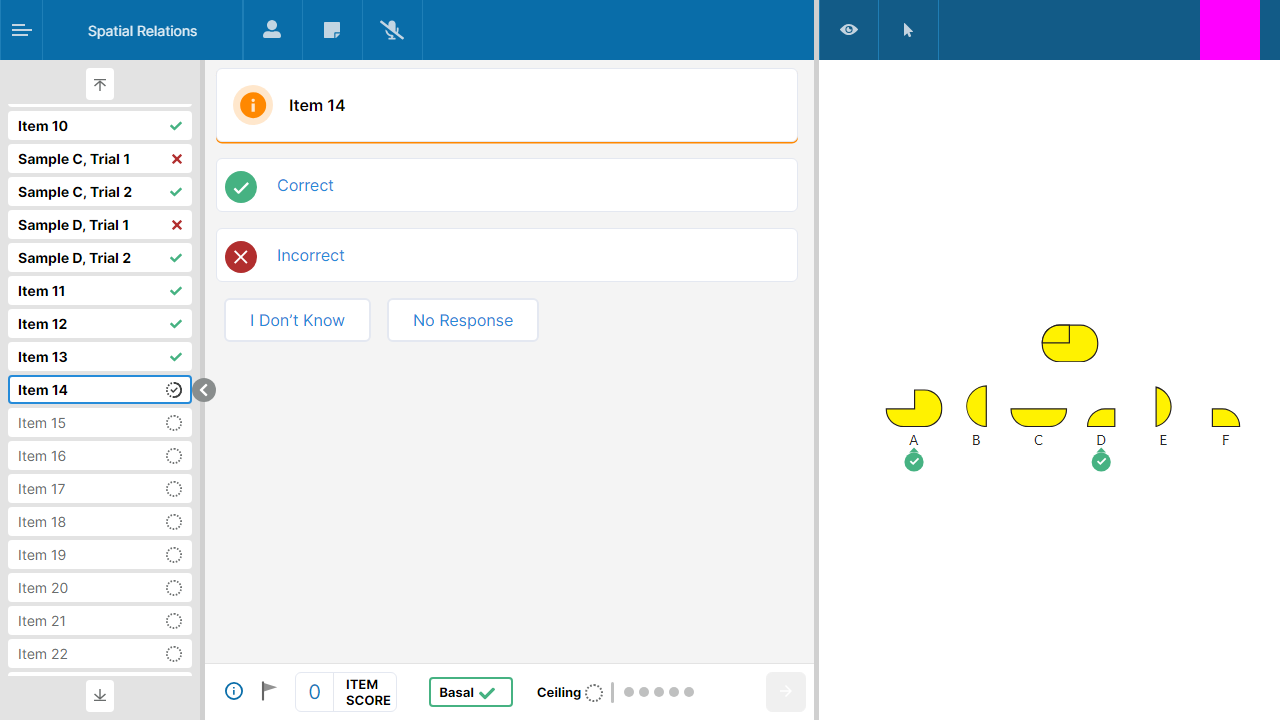 Spatial Relations
Item 10
Sample C, Trial 1
Sample C, Trial 2
Sample D, Trial 1
Sample D, Trial 2
Item 11
Item 12
Item 13
Item 14
Item 15
Item 16
Item 17
Item 18
Item 19
Item 20
Item 21
Item 22
Item 14
Correct
Incorrect
I Don’t Know
No Response
0
ITEM
SCORE
Basal
Ceiling
A B C D E F